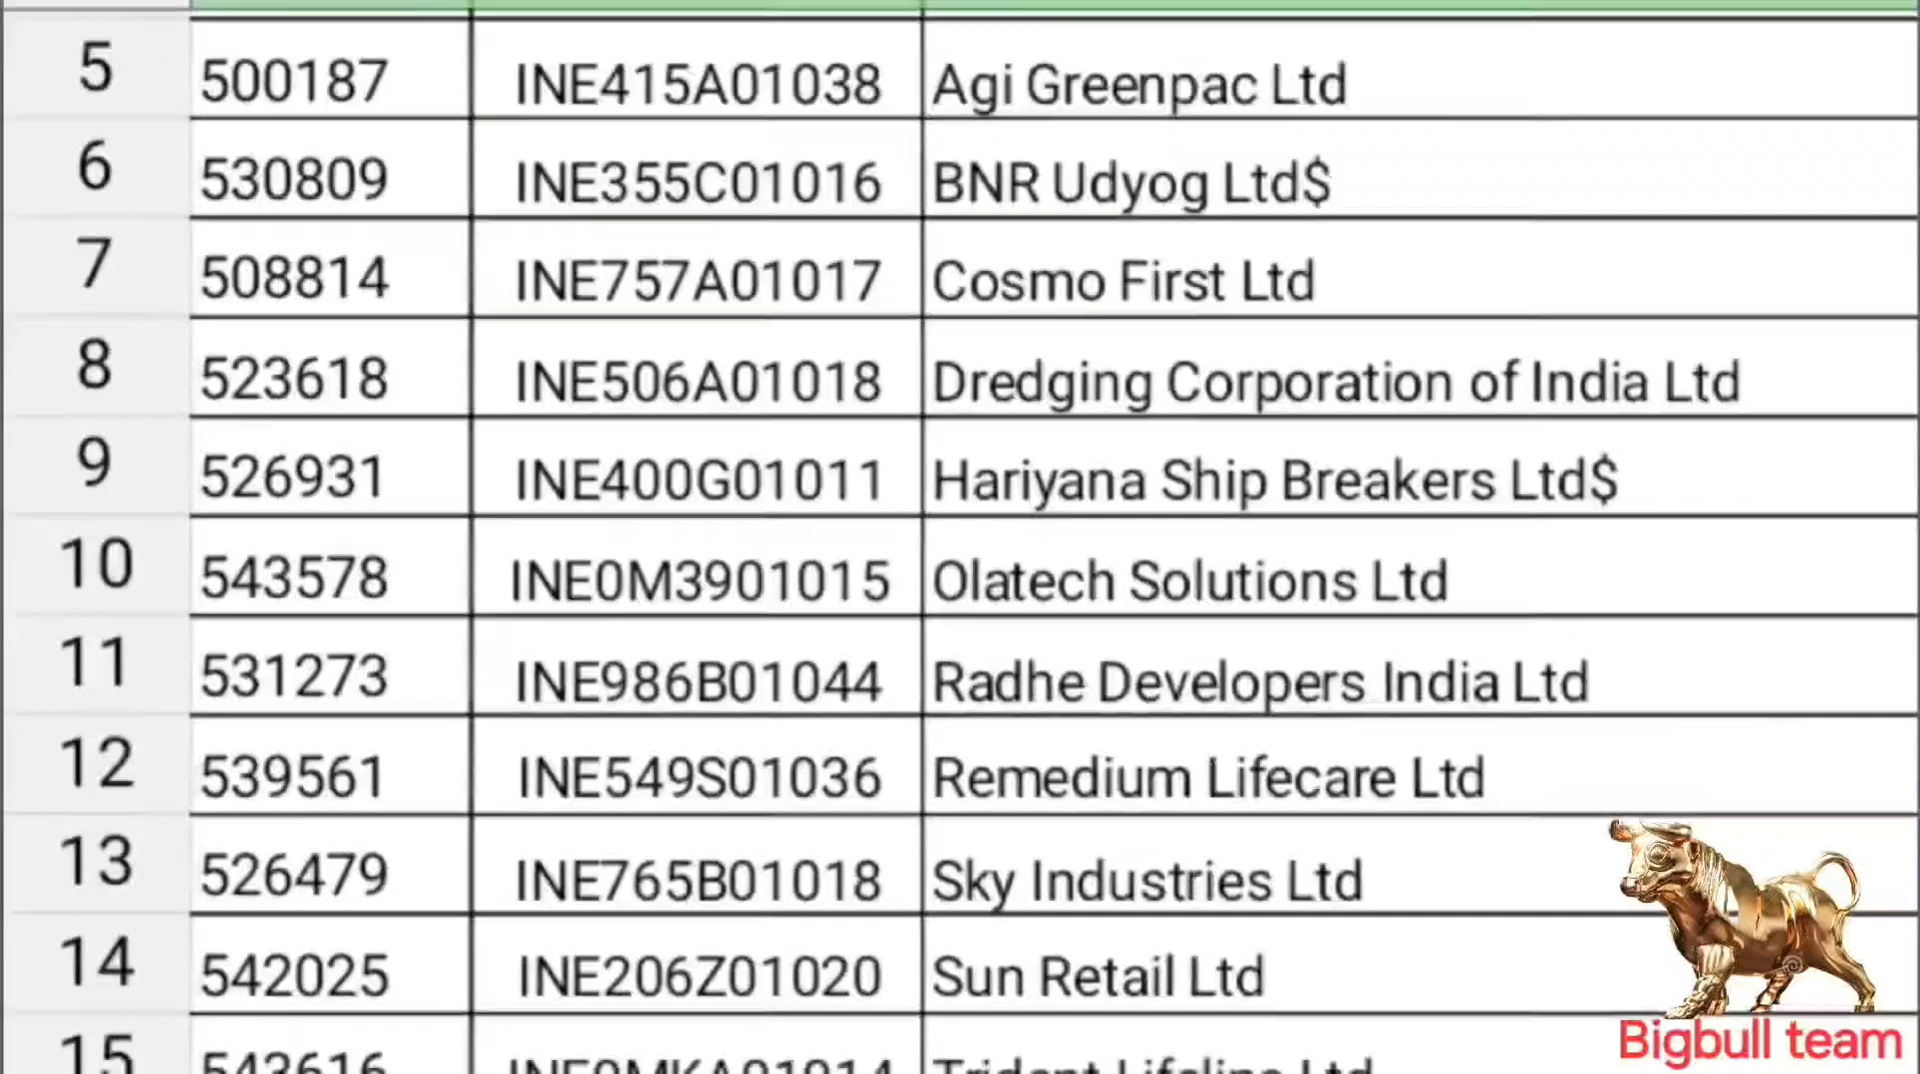 5 500187 INE415A01038 Agi Greenpac Ltd
6 530809 INE355C01016 BNR Udyog Ltd$
7 508814 INE757A01017 Cosmo First Ltd
8 523618 INE506A01018 Dredging Corporation of India Ltd
9 526931 INE400G01011 Hariyana Ship Breakers Ltd$
10 543578 INE0M3901015 Olatech Solutions Ltd
11 531273 INE986B01044 Radhe Developers India Ltd
12 539561 INE549S01036 Remedium Lifecare Ltd
13 526479 INE765B01018 Sky Industries Ltd
14 542025 INE206Z01020 Sun Retail Ltd
15 543616 Trident Lifeline Ltd
Bigbull team